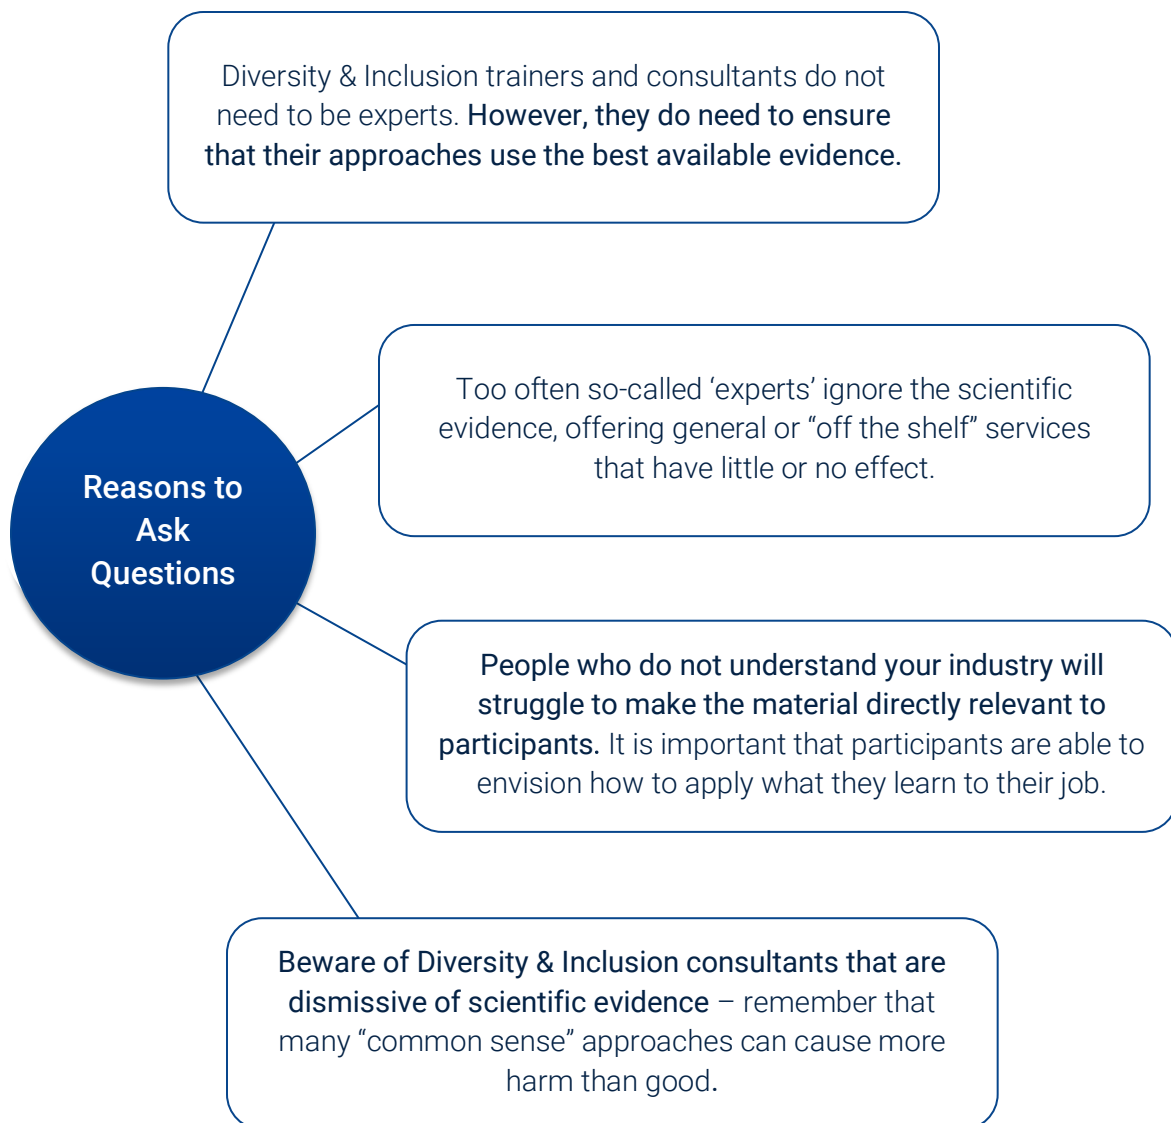 Diversity & Inclusion trainers and consultants do not
need to be experts. However, they do need to ensure
that their approaches use the best available evidence.
Too often so-called ‘experts’ ignore the scientific
evidence, offering general or “off the shelf” services
that have little or no effect.
Reasons to
Ask
Questions
People who do not understand your industry will
struggle to make the material directly relevant to
participants. It is important that participants are able to
envision how to apply what they learn to their job.
Beware of Diversity & Inclusion consultants that are
dismissive of scientific evidence – remember that
many “common sense” approaches can cause more
harm than good.